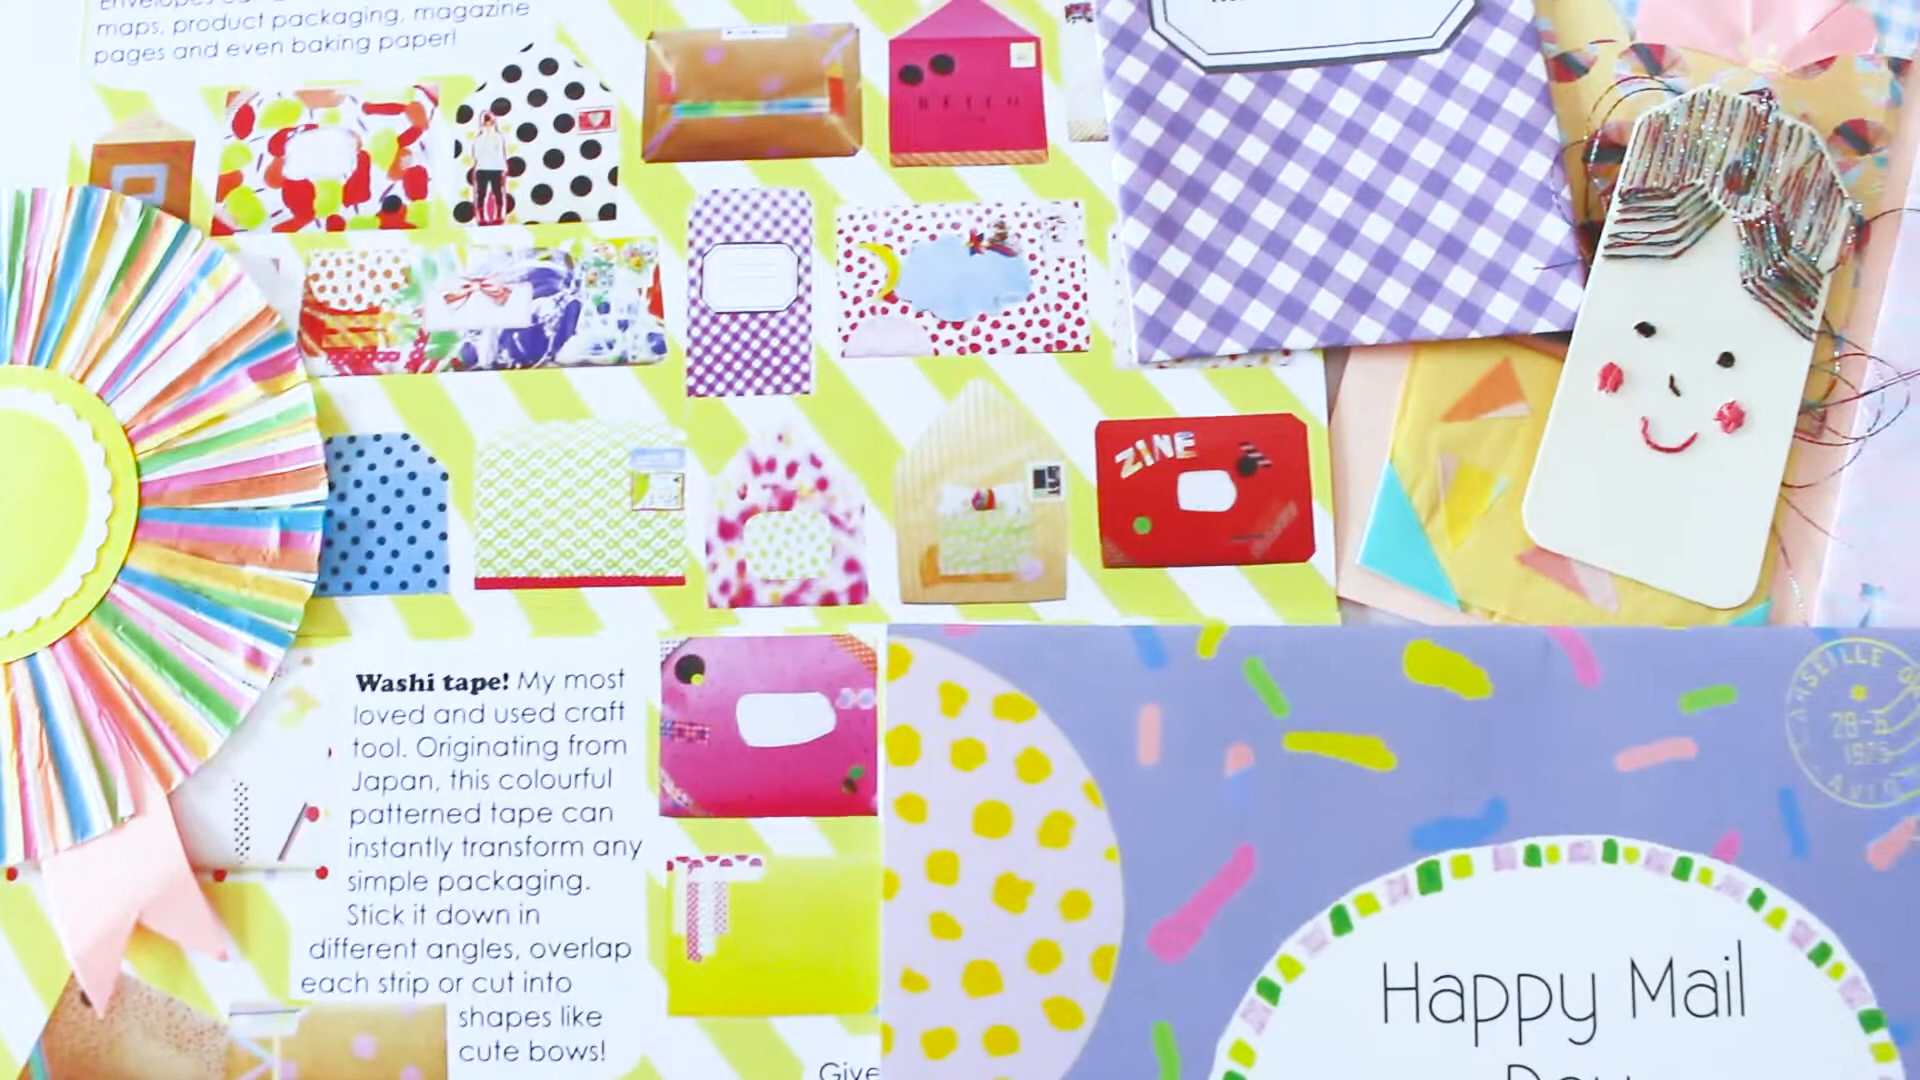 maps, product packaging, magazine
pages and even baking paper!
HELLO
ZINE
Washi tape! My most
loved and used craft
tool. Originating from
Japan, this colourful
patterned tape can
instantly transform any
simple packaging.
Stick it down in
different angles, overlap
each strip or cut into
shapes like
cute bows!
Give
Happy Mail